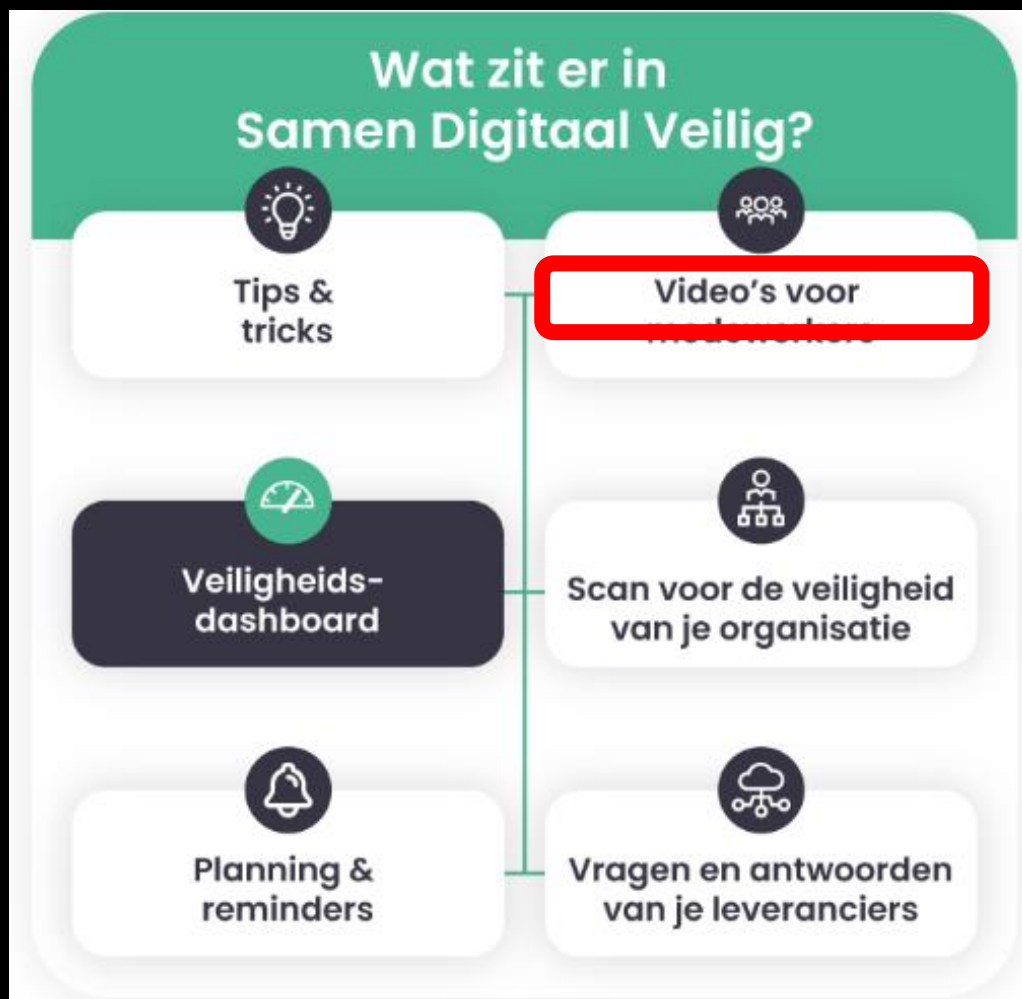 Wat zit er in
Samen Digitaal Veilig?
Tips &
tricks
Video's voor
medewerkers
Veiligheids-
dashboard
Scan voor de veiligheid
van je organisatie
Planning &
reminders
Vragen en antwoorden
van je leveranciers